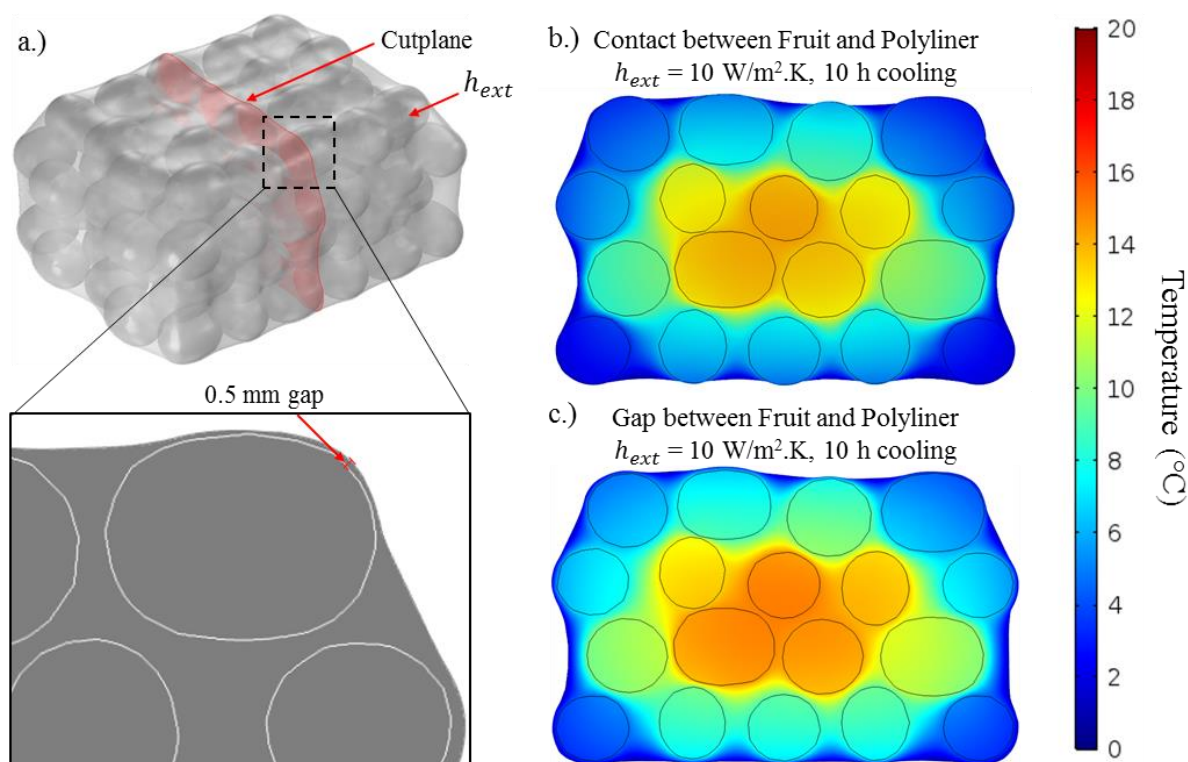 a.)
Cutplane
h_ext
0.5 mm gap
b.) Contact between Fruit and Polyliner
h_ext = 10 W/m².K, 10 h cooling
c.) Gap between Fruit and Polyliner
h_ext = 10 W/m².K, 10 h cooling
20
18
16
14
12
10
8
6
4
2
0
Temperature (°C)